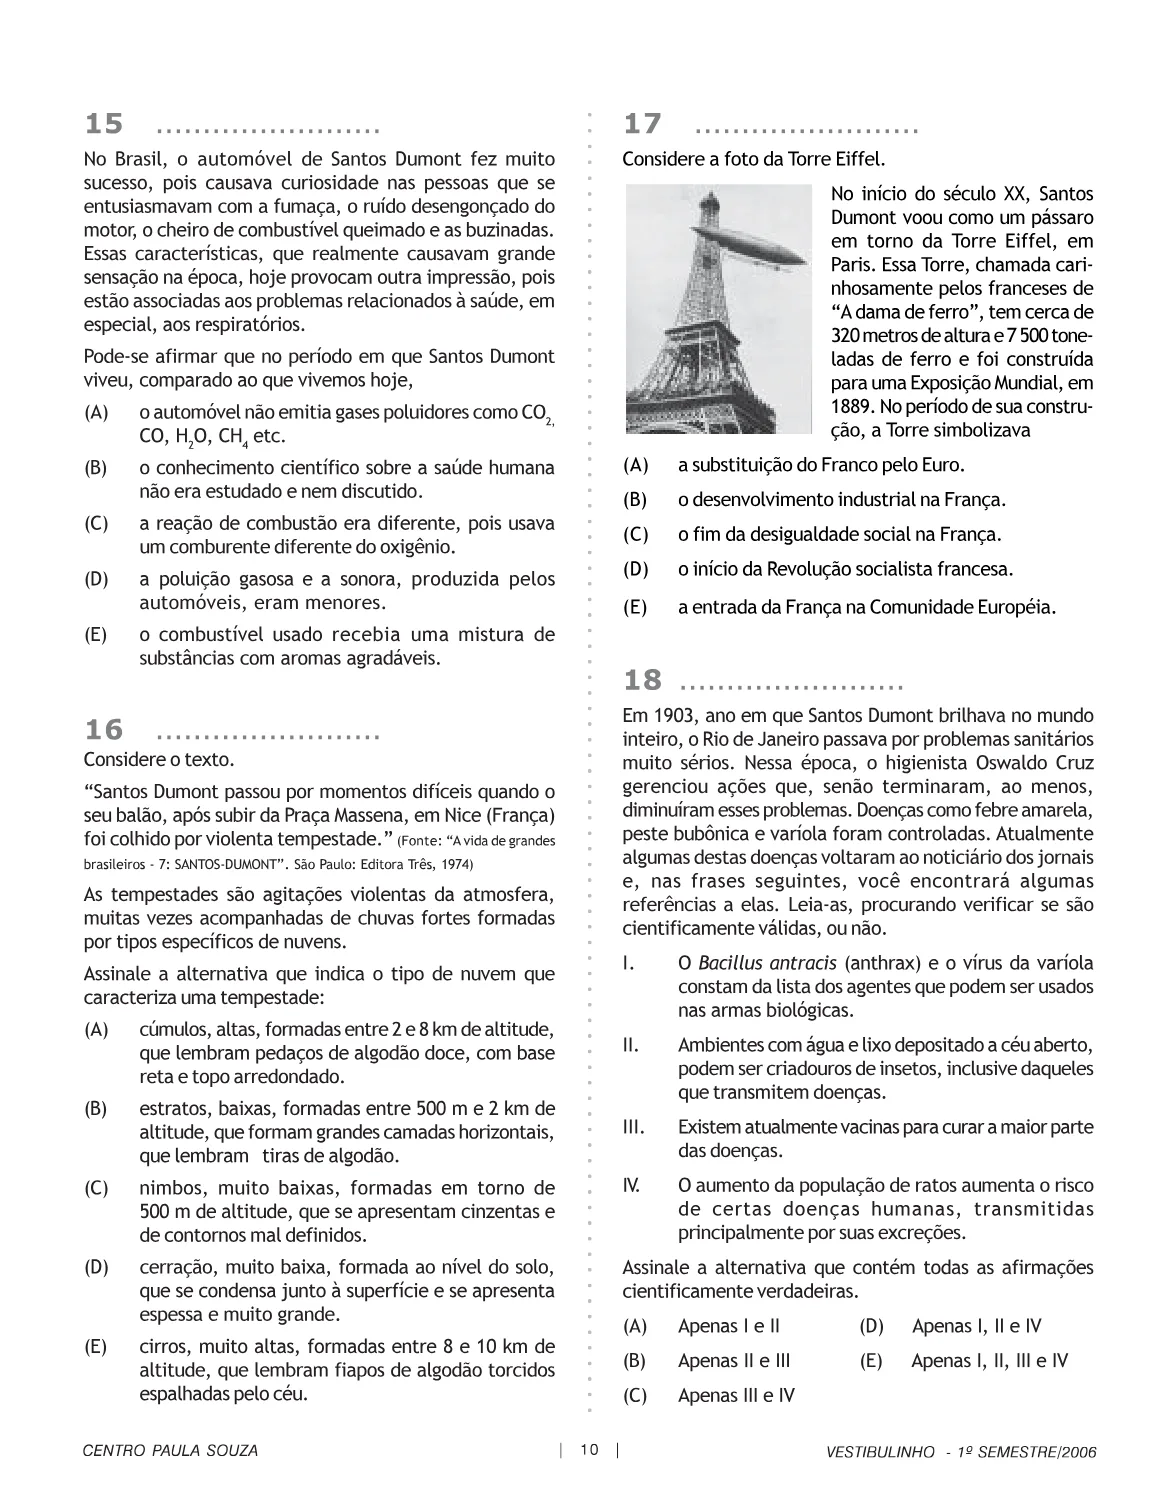 15 ........................
No Brasil, o automóvel de Santos Dumont fez muito
sucesso, pois causava curiosidade nas pessoas que se
entusiasmavam com a fumaça, o ruído desengonçado do
motor, o cheiro de combustível queimado e as buzinadas.
Essas características, que realmente causavam grande
sensação na época, hoje provocam outra impressão, pois
estão associadas aos problemas relacionados à saúde, em
especial, aos respiratórios.
Pode-se afirmar que no período em que Santos Dumont
viveu, comparado ao que vivemos hoje,
(A) o automóvel não emitia gases poluidores como CO2,
CO, H2O, CH4 etc.
(B) o conhecimento científico sobre a saúde humana
não era estudado e nem discutido.
(C) a reação de combustão era diferente, pois usava
um comburente diferente do oxigênio.
(D) a poluição gasosa e a sonora, produzida pelos
automóveis, eram menores.
(E) o combustível usado recebia uma mistura de
substâncias com aromas agradáveis.
16 ........................
Considere o texto.
“Santos Dumont passou por momentos difíceis quando o
seu balão, após subir da Praça Massena, em Nice (França)
foi colhido por violenta tempestade.” (Fonte: “A vida de grandes
brasileiros - 7: SANTOS-DUMONT”. São Paulo: Editora Três, 1974)
As tempestades são agitações violentas da atmosfera,
muitas vezes acompanhadas de chuvas fortes formadas
por tipos específicos de nuvens.
Assinale a alternativa que indica o tipo de nuvem que
caracteriza uma tempestade:
(A) cúmulos, altas, formadas entre 2 e 8 km de altitude,
que lembram pedaços de algodão doce, com base
reta e topo arredondado.
(B) estratos, baixas, formadas entre 500 m e 2 km de
altitude, que formam grandes camadas horizontais,
que lembram tiras de algodão.
(C) nimbos, muito baixas, formadas em torno de
500 m de altitude, que se apresentam cinzentas e
de contornos mal definidos.
(D) cerração, muito baixa, formada ao nível do solo,
que se condensa junto à superfície e se apresenta
espessa e muito grande.
(E) cirros, muito altas, formadas entre 8 e 10 km de
altitude, que lembram fiapos de algodão torcidos
espalhadas pelo céu.
17 ........................
Considere a foto da Torre Eiffel.
No início do século XX, Santos
Dumont voou como um pássaro
em torno da Torre Eiffel, em
Paris. Essa Torre, chamada cari-
nhosamente pelos franceses de
“A dama de ferro”, tem cerca de
320 metros de altura e 7 500 tone-
ladas de ferro e foi construída
para uma Exposição Mundial, em
1889. No período de sua constru-
ção, a Torre simbolizava
(A) a substituição do Franco pelo Euro.
(B) o desenvolvimento industrial na França.
(C) o fim da desigualdade social na França.
(D) o início da Revolução socialista francesa.
(E) a entrada da França na Comunidade Européia.
18 ........................
Em 1903, ano em que Santos Dumont brilhava no mundo
inteiro, o Rio de Janeiro passava por problemas sanitários
muito sérios. Nessa época, o higienista Oswaldo Cruz
gerenciou ações que, senão terminaram, ao menos,
diminuíram esses problemas. Doenças como febre amarela,
peste bubônica e varíola foram controladas. Atualmente
algumas destas doenças voltaram ao noticiário dos jornais
e, nas frases seguintes, você encontrará algumas
referências a elas. Leia-as, procurando verificar se são
cientificamente válidas, ou não.
I. O Bacillus antracis (anthrax) e o vírus da varíola
constam da lista dos agentes que podem ser usados
nas armas biológicas.
II. Ambientes com água e lixo depositado a céu aberto,
podem ser criadouros de insetos, inclusive daqueles
que transmitem doenças.
III. Existem atualmente vacinas para curar a maior parte
das doenças.
IV. O aumento da população de ratos aumenta o risco
de certas doenças humanas, transmitidas
principalmente por suas excreções.
Assinale a alternativa que contém todas as afirmações
cientificamente verdadeiras.
(A) Apenas I e II (D) Apenas I, II e IV
(B) Apenas II e III (E) Apenas I, II, III e IV
(C) Apenas III e IV
CENTRO PAULA SOUZA | 10 | VESTIBULINHO - 1º SEMESTRE/2006